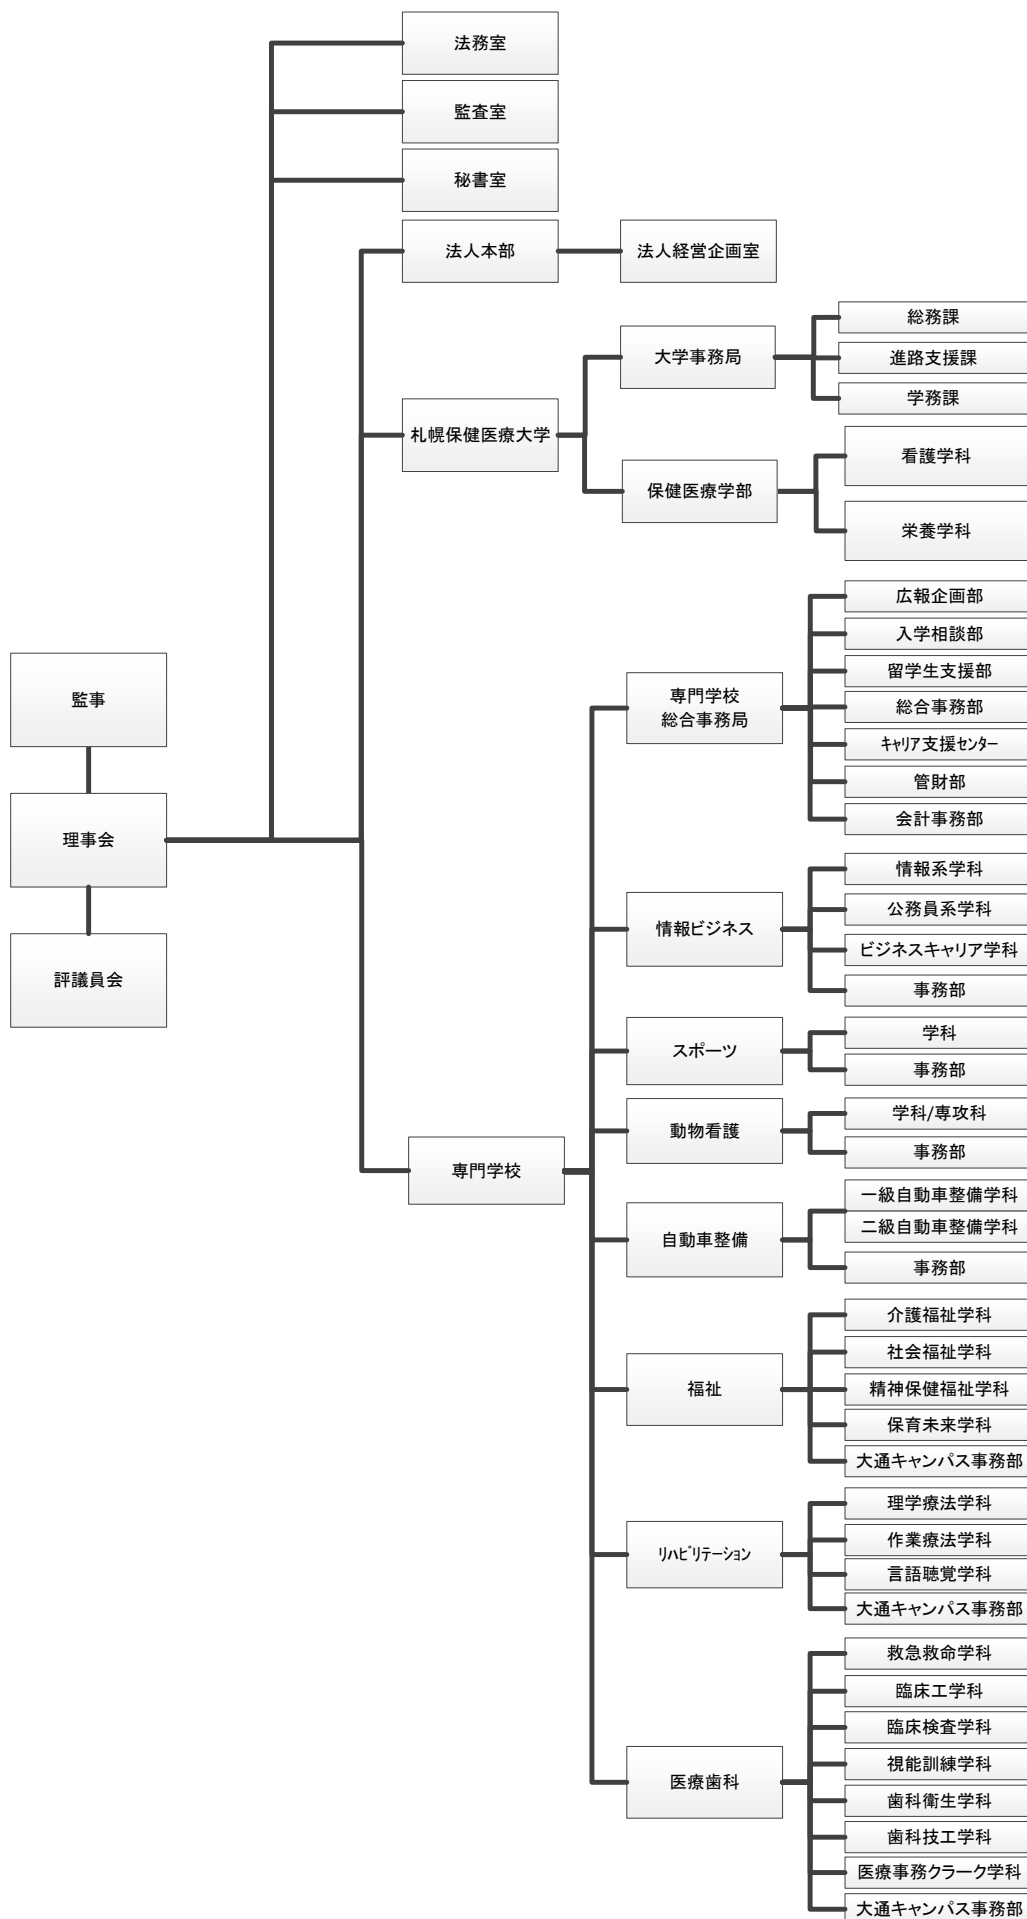 法務室
監査室
秘書室
法人本部
法人経営企画室
札幌保健医療大学
大学事務局
総務課
進路支援課
学務課
保健医療学部
看護学科
栄養学科
監事
理事会
評議員会
専門学校
専門学校
総合事務局
広報企画部
入学相談部
留学生支援部
総合事務部
ｷｬﾘｱ支援ｾﾝﾀｰ
管財部
会計事務部
情報ビジネス
情報系学科
公務員系学科
ビジネスキャリア学科
事務部
スポーツ
学科
事務部
動物看護
学科/専攻科
事務部
自動車整備
一級自動車整備学科
二級自動車整備学科
事務部
福祉
介護福祉学科
社会福祉学科
精神保健福祉学科
保育未来学科
大通キャンパス事務部
ﾘﾊﾋﾞﾘﾃｰｼｮﾝ
理学療法学科
作業療法学科
言語聴覚学科
大通キャンパス事務部
医療歯科
救急救命学科
臨床工学科
臨床検査学科
視能訓練学科
歯科衛生学科
歯科技工学科
医療事務クラーク学科
大通キャンパス事務部